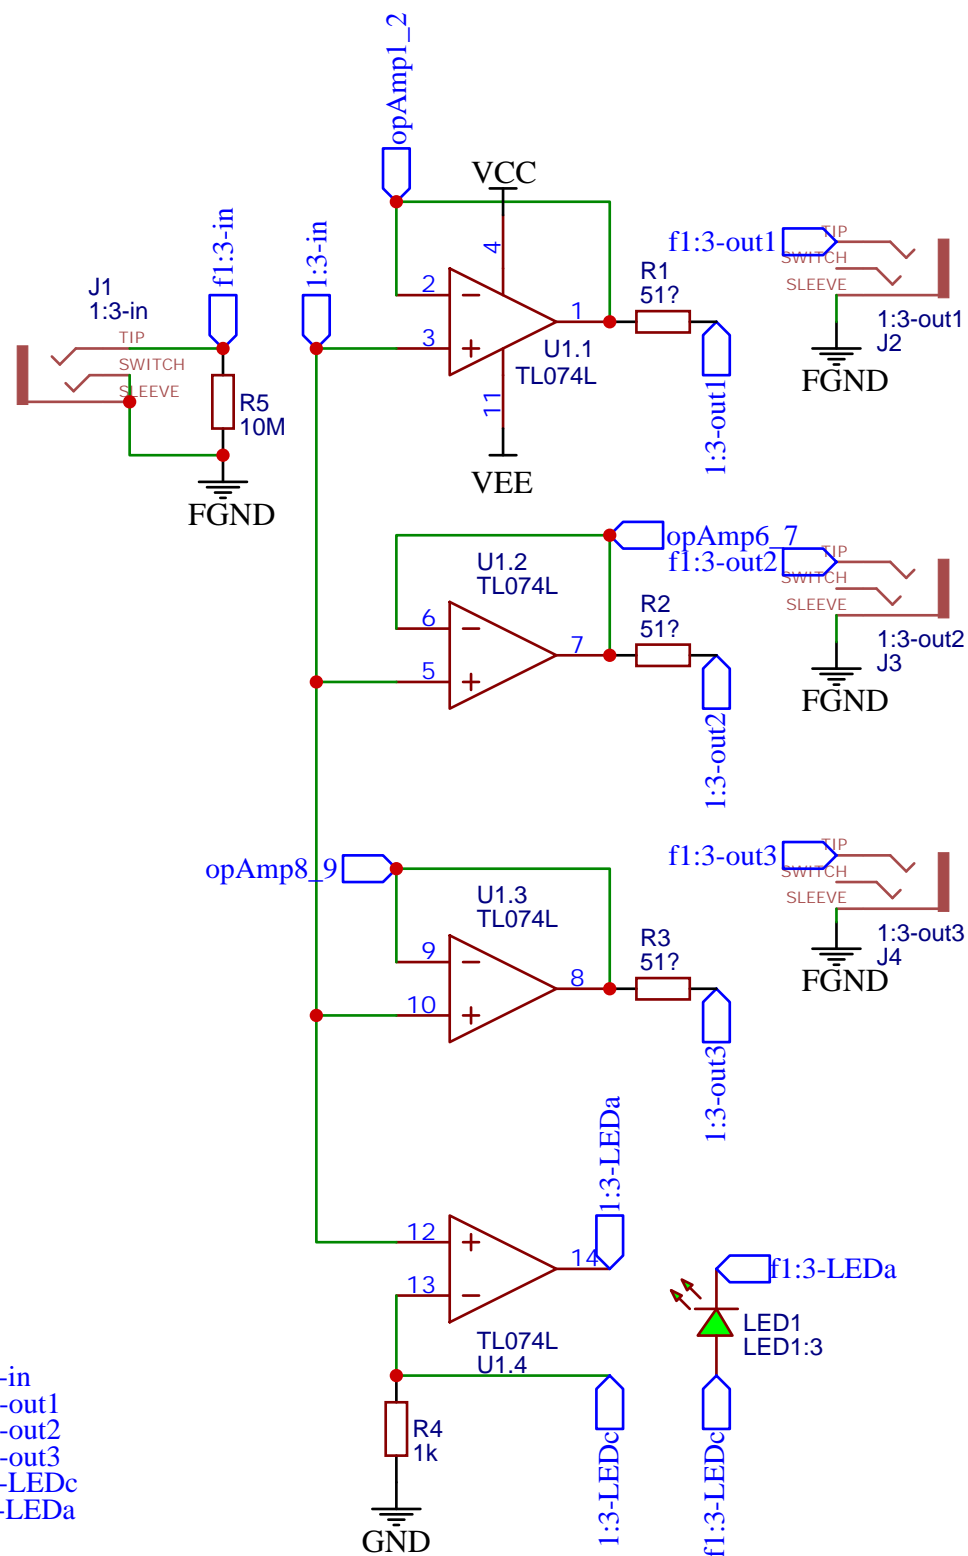 opAmp1_2
VCC
f1:3-in
1:3-in
4
f1:3-out1
TIP
SWITCH
SLEEVE
J1
1:3-in
2
R1
51?
1
TIP
SWITCH
SLEEVE
3
U1.1
TL074L
1:3-out1
J2
FGND
R5
10M
11
1:3-out1
VEE
FGND
opAmp6_7
f1:3-out2
TIP
SWITCH
SLEEVE
U1.2
TL074L
6
R2
51?
7
5
1:3-out2
J3
FGND
1:3-out2
f1:3-out3
TIP
SWITCH
SLEEVE
opAmp8_9
U1.3
TL074L
9
R3
51?
8
10
1:3-out3
J4
FGND
1:3-out3
1:3-LEDa
12
14
13
f1:3-LEDa
LED1
LED1:3
TL074L
U1.4
R4
1k
1:3-LEDc
f1:3-LEDc
GND
-in
-out1
-out2
-out3
-LEDc
-LEDa